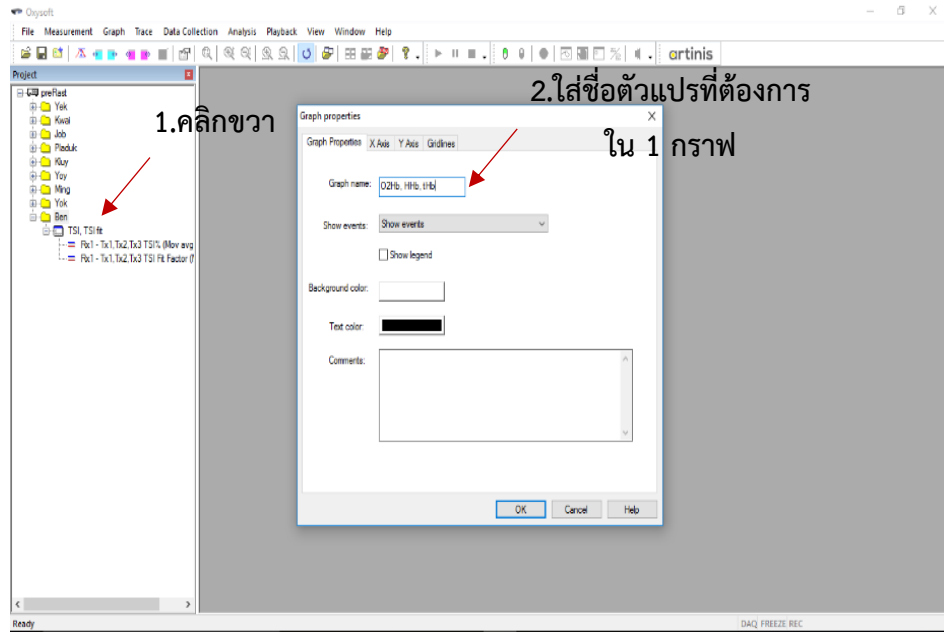 Oxysoft
File Measurement Graph Trace Data Collection Analysis Playback View Window Help
artinis
Project
preRast
Yek
Kwai
Job
Pladuk
Kluy
Yoy
Ming
Yok
Ben
TSI, TSI fit
Rx1 - Tx1,Tx2,Tx3 TSI% (Mov avg
Rx1 - Tx1,Tx2,Tx3 TSI Fit Factor (
1.คลิกขวา
2.ใส่ชื่อตัวแปรที่ต้องการ
ใน 1 กราฟ
Graph properties
Graph Properties X Axis Y Axis Gridlines
Graph name: O2Hb, HHb, tHb
Show events: Show events
Show legend
Background color:
Text color:
Comments:
OK Cancel Help
Ready
DAQ FREEZE REC